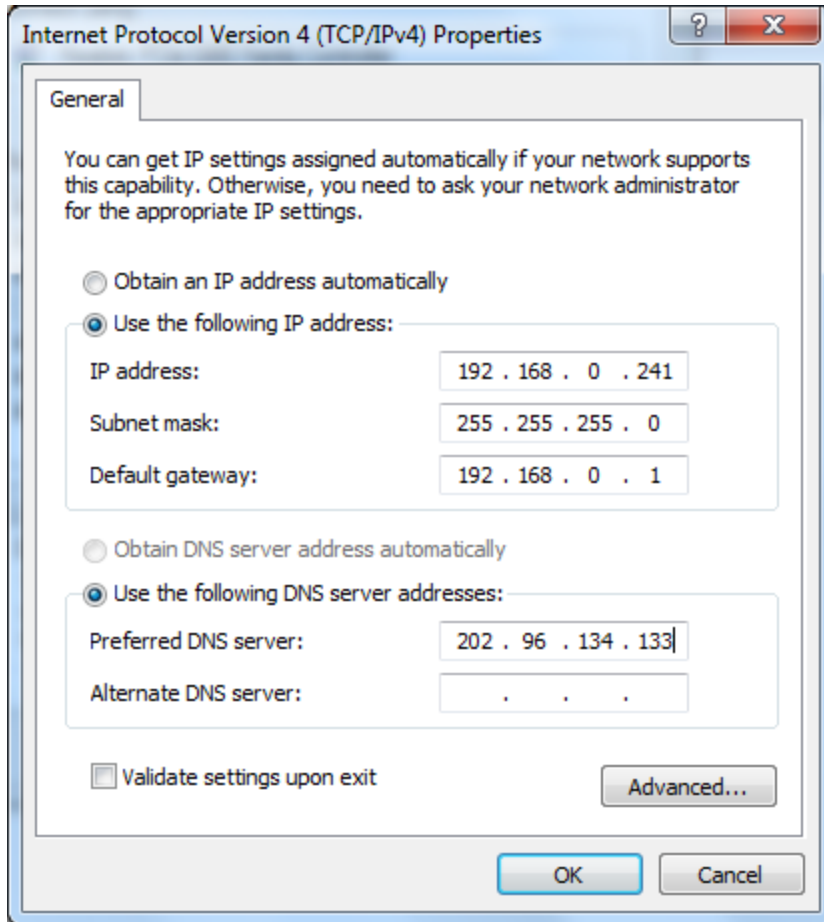 Internet Protocol Version 4 (TCP/IPv4) Properties
General
You can get IP settings assigned automatically if your network supports
this capability. Otherwise, you need to ask your network administrator
for the appropriate IP settings.
Obtain an IP address automatically
Use the following IP address:
IP address: 192 . 168 . 0 . 241
Subnet mask: 255 . 255 . 255 . 0
Default gateway: 192 . 168 . 0 . 1
Obtain DNS server address automatically
Use the following DNS server addresses:
Preferred DNS server: 202 . 96 . 134 . 133
Alternate DNS server: . . .
Validate settings upon exit
Advanced...
OK Cancel